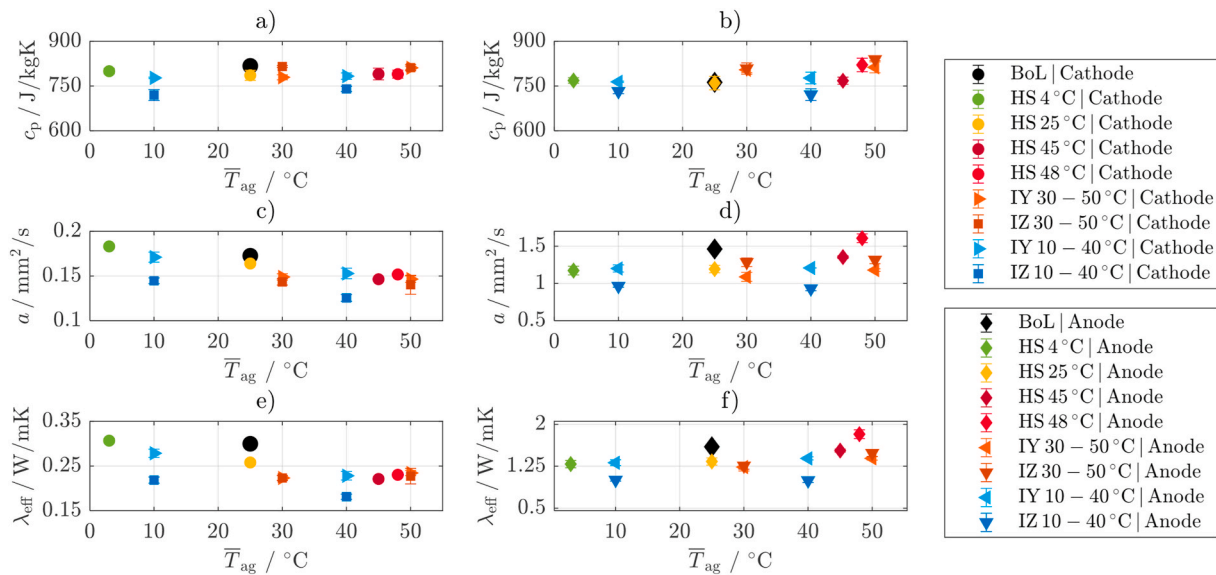 a)
900
750
600
c_p / J/kgK
0 10 20 30 40 50
T̅_ag / °C
b)
900
750
600
c_p / J/kgK
0 10 20 30 40 50
T̅_ag / °C
c)
0.2
0.15
0.1
a / mm²/s
0 10 20 30 40 50
T̅_ag / °C
d)
1.5
1
0.5
a / mm²/s
0 10 20 30 40 50
T̅_ag / °C
e)
0.35
0.25
0.15
λ_eff / W/mK
0 10 20 30 40 50
T̅_ag / °C
f)
2
1.25
0.5
λ_eff / W/mK
0 10 20 30 40 50
T̅_ag / °C
BoL | Cathode
HS 4 °C | Cathode
HS 25 °C | Cathode
HS 45 °C | Cathode
HS 48 °C | Cathode
IY 30 − 50 °C | Cathode
IZ 30 − 50 °C | Cathode
IY 10 − 40 °C | Cathode
IZ 10 − 40 °C | Cathode
BoL | Anode
HS 4 °C | Anode
HS 25 °C | Anode
HS 45 °C | Anode
HS 48 °C | Anode
IY 30 − 50 °C | Anode
IZ 30 − 50 °C | Anode
IY 10 − 40 °C | Anode
IZ 10 − 40 °C | Anode